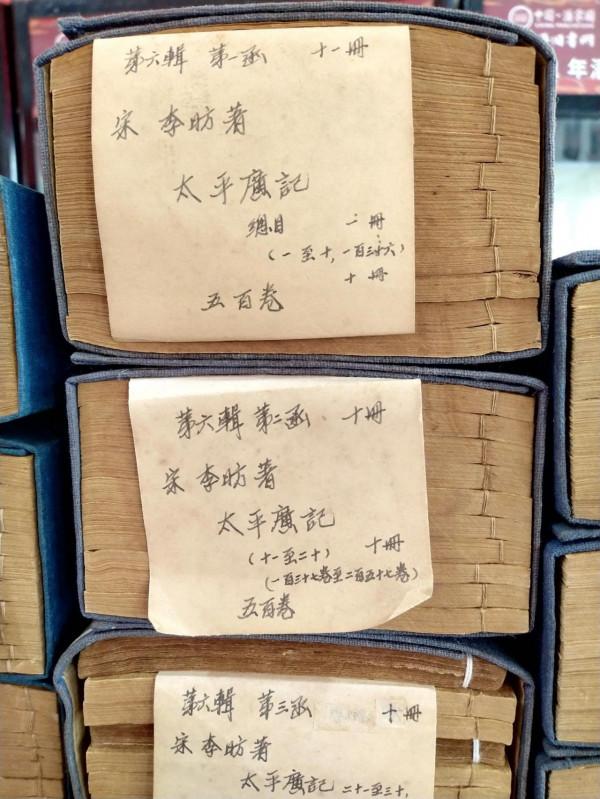 第六輯 第一函 十一冊
宋 李昉著
太平廣記
總目 一冊
(一至十,一百三十六)
十冊
五百卷
第六輯 第二函 十冊
宋 李昉著
太平廣記
(十一至二十) 十冊
(一百三十七卷至二百五十七卷)
五百卷
第六輯 第三函 十冊
宋 李昉著
太平廣記 二十一至三十,